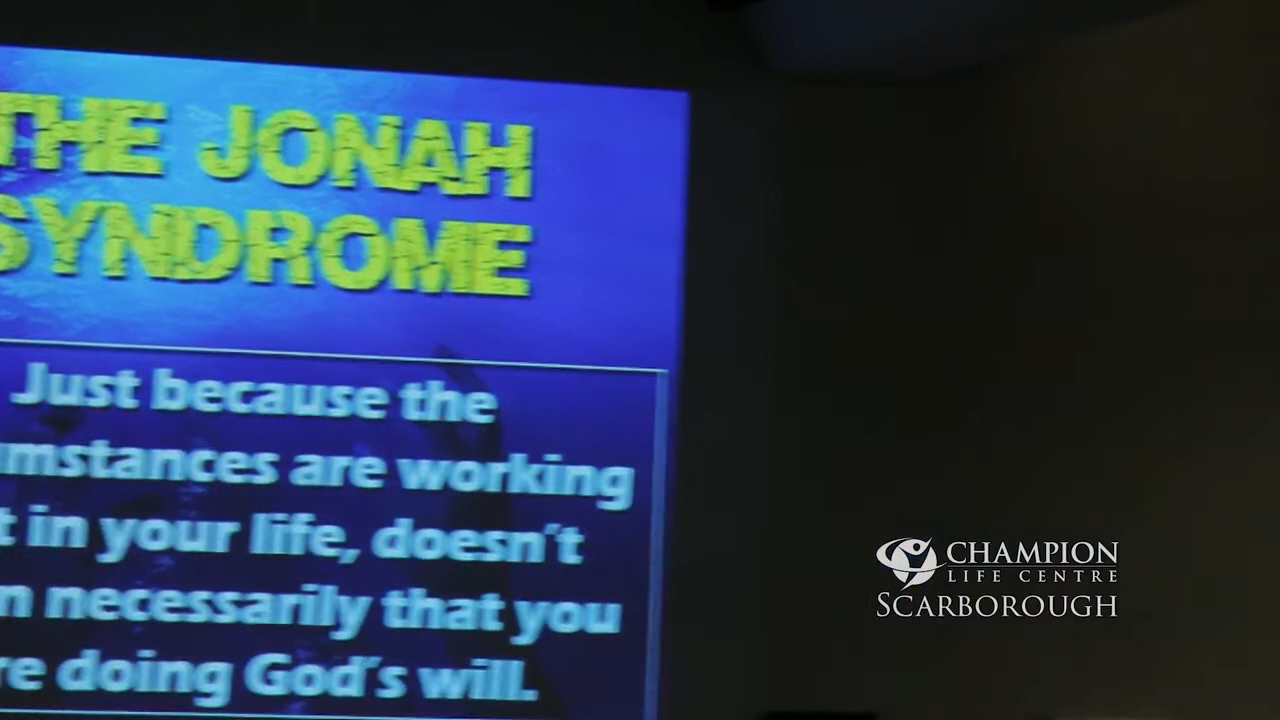 THE JONAH
SYNDROME
Just because the
umstances are working
t in your life, doesn't
n necessarily that you
re doing God's will.
CHAMPION
LIFE CENTRE
SCARBOROUGH